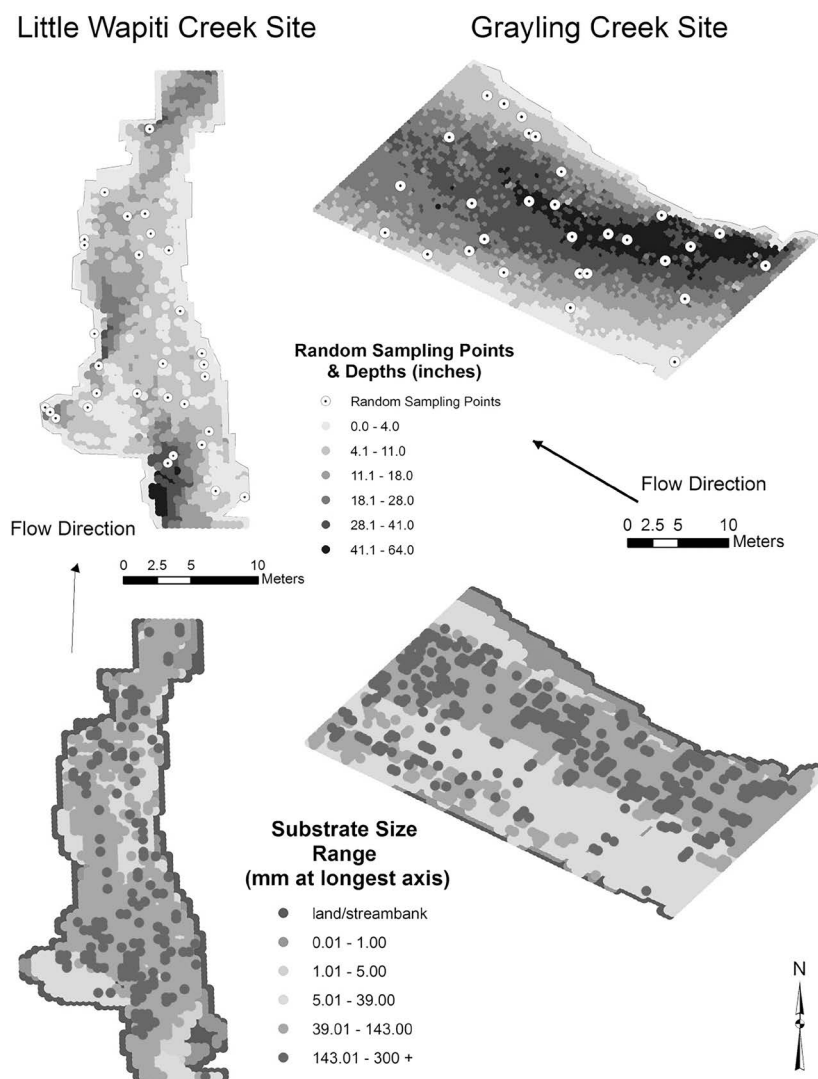 Little Wapiti Creek Site
Grayling Creek Site
Random Sampling Points
& Depths (inches)
Random Sampling Points
0.0 - 4.0
4.1 - 11.0
11.1 - 18.0
18.1 - 28.0
28.1 - 41.0
41.1 - 64.0
Flow Direction
0 2.5 5 10
Meters
Flow Direction
0 2.5 5 10
Meters
Substrate Size
Range
(mm at longest axis)
land/streambank
0.01 - 1.00
1.01 - 5.00
5.01 - 39.00
39.01 - 143.00
143.01 - 300 +
N